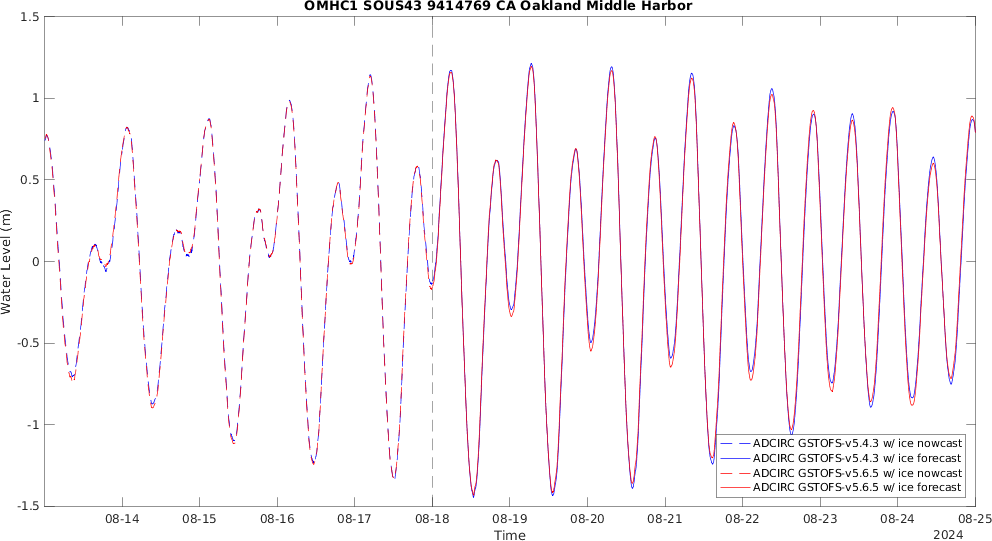 OMHC1 SOUS43 9414769 CA Oakland Middle Harbor
1.5
1
0.5
0
-0.5
-1
-1.5
Water Level (m)
08-14
08-15
08-16
08-17
08-18
08-19
08-20
08-21
08-22
08-23
08-24
08-25
Time
2024
ADCIRC GSTOFS-v5.4.3 w/ ice nowcast
ADCIRC GSTOFS-v5.4.3 w/ ice forecast
ADCIRC GSTOFS-v5.6.5 w/ ice nowcast
ADCIRC GSTOFS-v5.6.5 w/ ice forecast